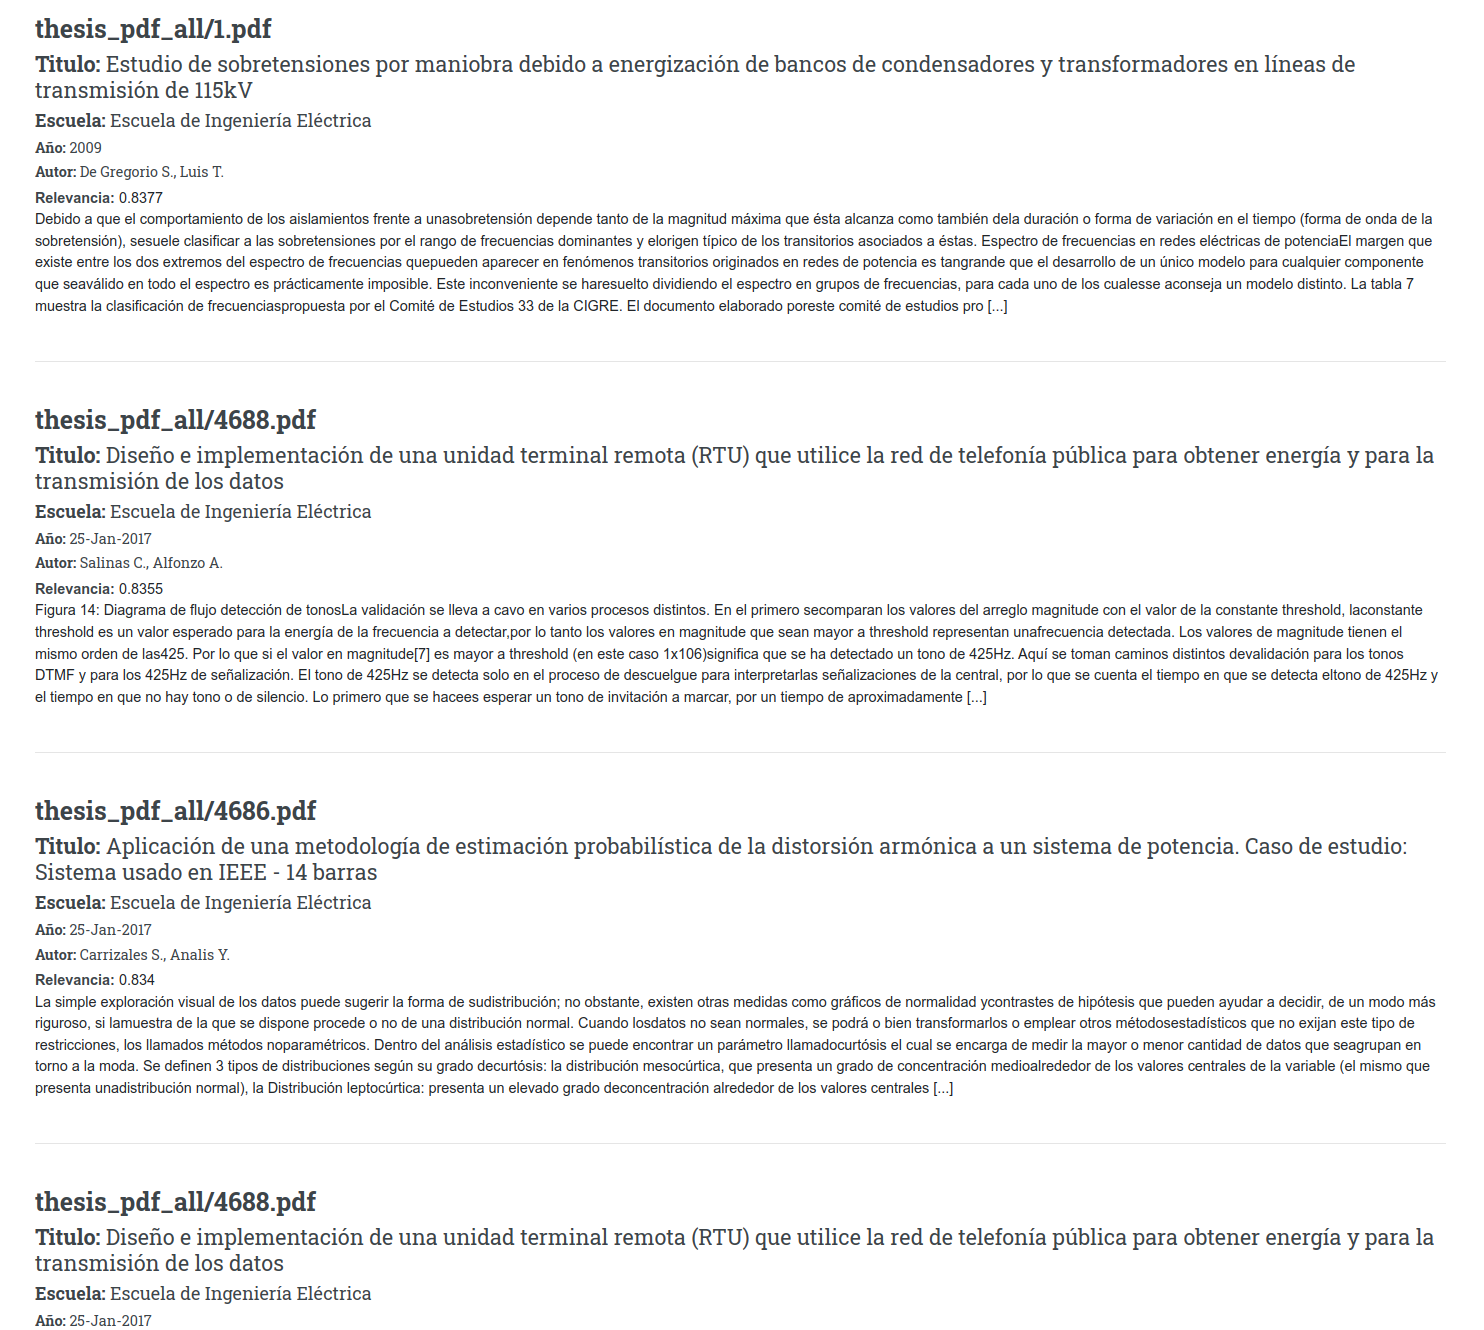 thesis_pdf_all/1.pdf
Titulo: Estudio de sobretensiones por maniobra debido a energización de bancos de condensadores y transformadores en líneas de
transmisión de 115kV
Escuela: Escuela de Ingeniería Eléctrica
Año: 2009
Autor: De Gregorio S., Luis T.
Relevancia: 0.8377
Debido a que el comportamiento de los aislamientos frente a unasobretensión depende tanto de la magnitud máxima que ésta alcanza como también dela duración o forma de variación en el tiempo (forma de onda de la
sobretensión), sesuele clasificar a las sobretensiones por el rango de frecuencias dominantes y elorigen típico de los transitorios asociados a éstas. Espectro de frecuencias en redes eléctricas de potenciaEl margen que
existe entre los dos extremos del espectro de frecuencias quepueden aparecer en fenómenos transitorios originados en redes de potencia es tangrande que el desarrollo de un único modelo para cualquier componente
que seaválido en todo el espectro es prácticamente imposible. Este inconveniente se haresuelto dividiendo el espectro en grupos de frecuencias, para cada uno de los cualesse aconseja un modelo distinto. La tabla 7
muestra la clasificación de frecuenciaspropuesta por el Comité de Estudios 33 de la CIGRE. El documento elaborado poreste comité de estudios pro [...]
thesis_pdf_all/4688.pdf
Titulo: Diseño e implementación de una unidad terminal remota (RTU) que utilice la red de telefonía pública para obtener energía y para la
transmisión de los datos
Escuela: Escuela de Ingeniería Eléctrica
Año: 25-Jan-2017
Autor: Salinas C., Alfonzo A.
Relevancia: 0.8355
Figura 14: Diagrama de flujo detección de tonosLa validación se lleva a cavo en varios procesos distintos. En el primero secomparan los valores del arreglo magnitude con el valor de la constante threshold, laconstante
threshold es un valor esperado para la energía de la frecuencia a detectar,por lo tanto los valores en magnitude que sean mayor a threshold representan unafrecuencia detectada. Los valores de magnitude tienen el
mismo orden de las425. Por lo que si el valor en magnitude[7] es mayor a threshold (en este caso 1x106)significa que se ha detectado un tono de 425Hz. Aquí se toman caminos distintos devalidación para los tonos
DTMF y para los 425Hz de señalización. El tono de 425Hz se detecta solo en el proceso de descuelgue para interpretarlas señalizaciones de la central, por lo que se cuenta el tiempo en que se detecta eltono de 425Hz y
el tiempo en que no hay tono o de silencio. Lo primero que se hacees esperar un tono de invitación a marcar, por un tiempo de aproximadamente [...]
thesis_pdf_all/4686.pdf
Titulo: Aplicación de una metodología de estimación probabilística de la distorsión armónica a un sistema de potencia. Caso de estudio:
Sistema usado en IEEE - 14 barras
Escuela: Escuela de Ingeniería Eléctrica
Año: 25-Jan-2017
Autor: Carrizales S., Analis Y.
Relevancia: 0.834
La simple exploración visual de los datos puede sugerir la forma de sudistribución; no obstante, existen otras medidas como gráficos de normalidad ycontrastes de hipótesis que pueden ayudar a decidir, de un modo más
riguroso, si lamuestra de la que se dispone procede o no de una distribución normal. Cuando losdatos no sean normales, se podrá o bien transformarlos o emplear otros métodosestadísticos que no exijan este tipo de
restricciones, los llamados métodos noparamétricos. Dentro del análisis estadístico se puede encontrar un parámetro llamadocurtósis el cual se encarga de medir la mayor o menor cantidad de datos que seagrupan en
torno a la moda. Se definen 3 tipos de distribuciones según su grado decurtósis: la distribución mesocúrtica, que presenta un grado de concentración medioalrededor de los valores centrales de la variable (el mismo que
presenta unadistribución normal), la Distribución leptocúrtica: presenta un elevado grado deconcentración alrededor de los valores centrales [...]
thesis_pdf_all/4688.pdf
Titulo: Diseño e implementación de una unidad terminal remota (RTU) que utilice la red de telefonía pública para obtener energía y para la
transmisión de los datos
Escuela: Escuela de Ingeniería Eléctrica
Año: 25-Jan-2017